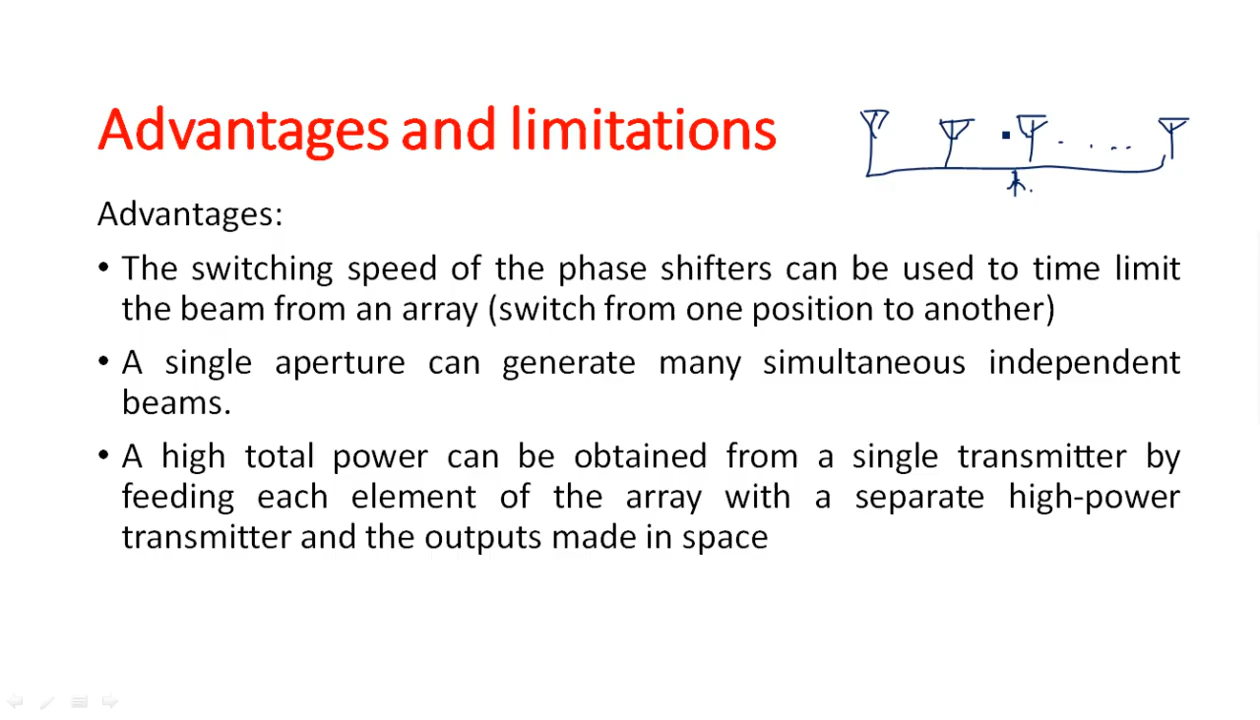 Advantages and limitations
Advantages:
• The switching speed of the phase shifters can be used to time limit
the beam from an array (switch from one position to another)
• A single aperture can generate many simultaneous independent
beams.
• A high total power can be obtained from a single transmitter by
feeding each element of the array with a separate high-power
transmitter and the outputs made in space